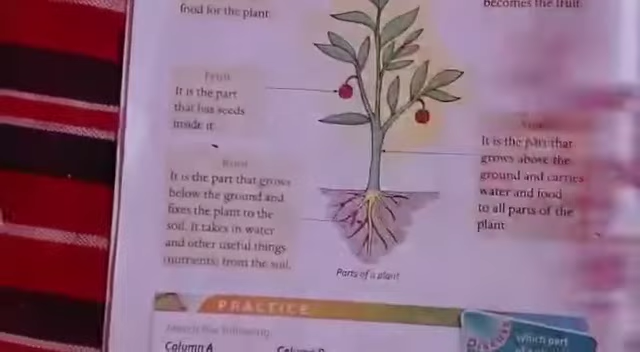 food for the plant
becomes the fruit
Fruit
It is the part
that has seeds
inside it
Root
It is the part that grows
below the ground and
fixes the plant to the
soil. It takes in water
and other useful things
(nutrients) from the soil.
It is the part that
grows above the
ground and carries
water and food
to all parts of the
plant
Parts of a plant
PRACTICE
Match the following
Column A
which part